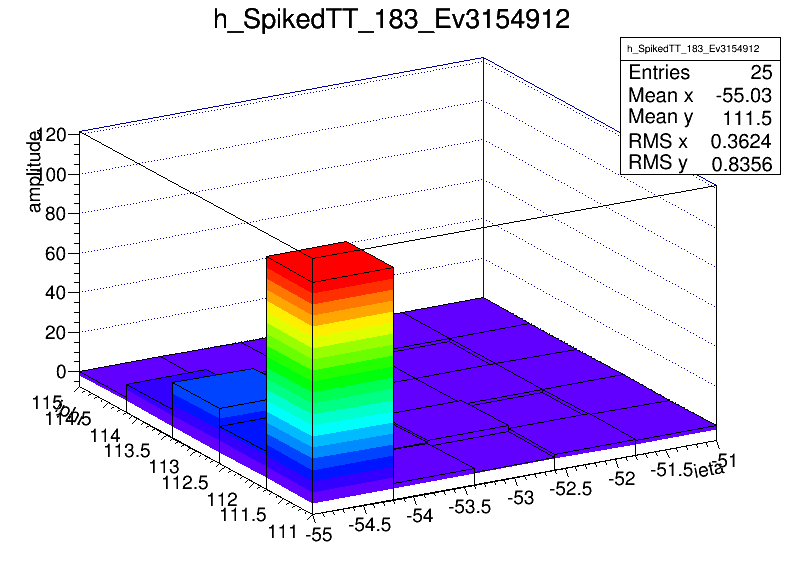 h_SpikedTT_183_Ev3154912
h_SpikedTT_183_Ev3154912
Entries 25
Mean x -55.03
Mean y 111.5
RMS x 0.3624
RMS y 0.8356
amplitude
120
100
80
60
40
20
0
115
114.5
114
113.5
113
112.5
112
111.5
111
-55
-54.5
-54
-53.5
-53
-52.5
-52
-51.5
-51
ieta